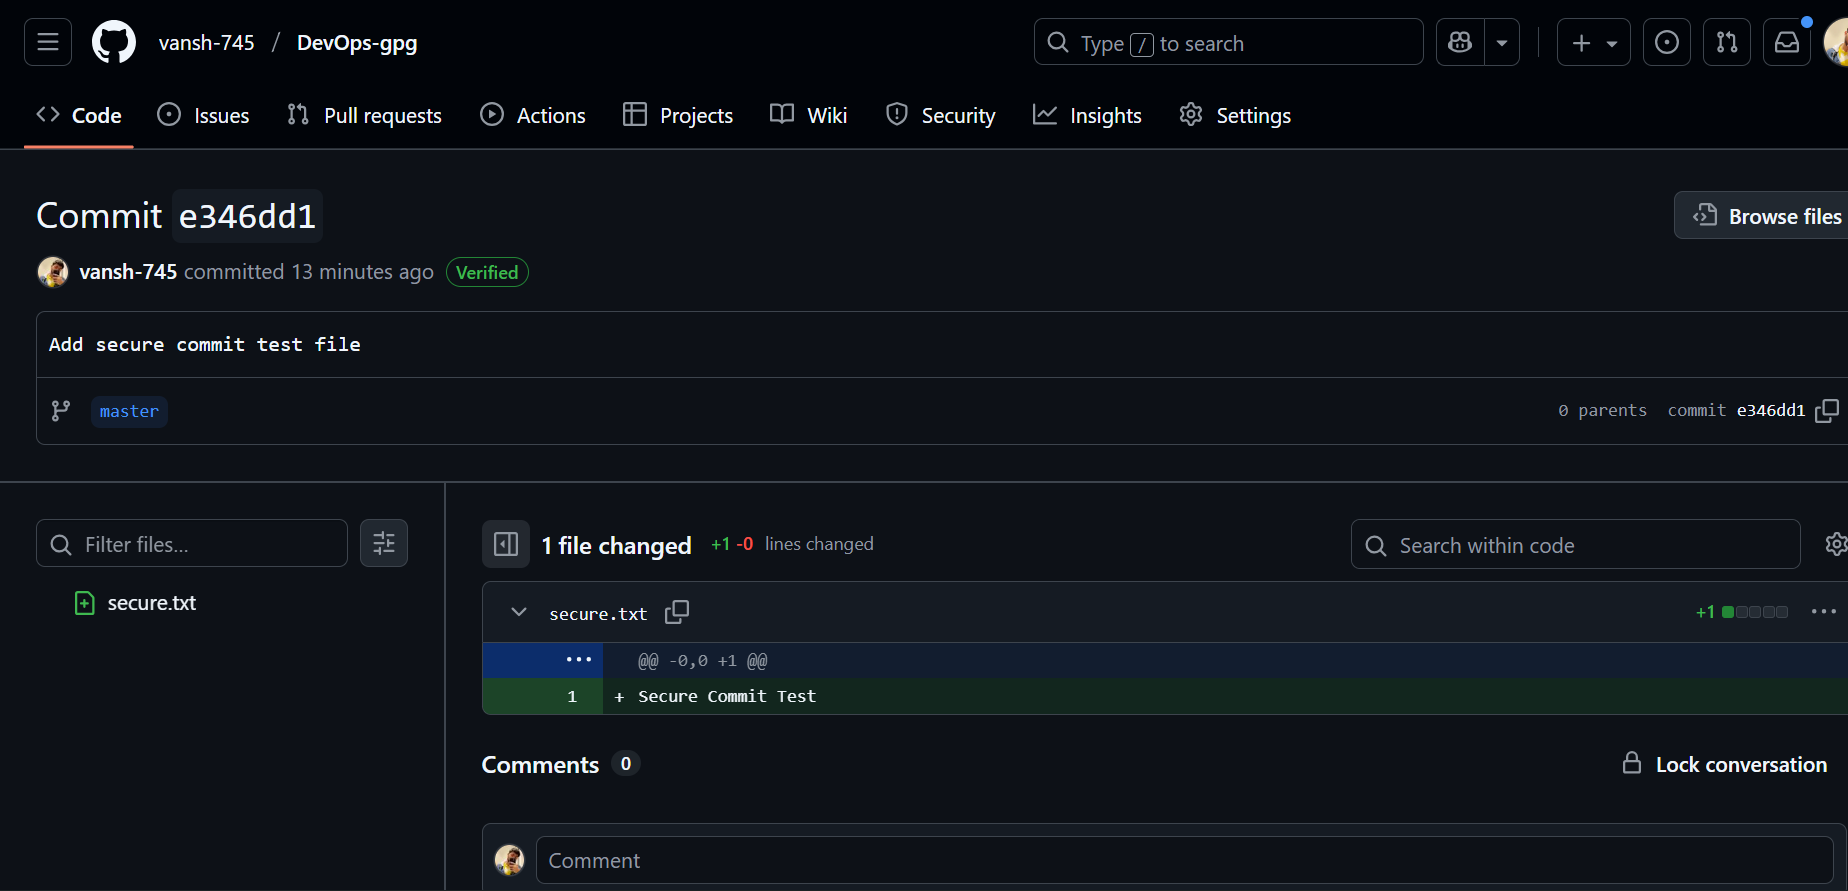 vansh-745 / DevOps-gpg
Type / to search
Code Issues Pull requests Actions Projects Wiki Security Insights Settings
Commit e346dd1
Browse files
vansh-745 committed 13 minutes ago Verified
Add secure commit test file
master
0 parents commit e346dd1
Filter files...
secure.txt
1 file changed +1 -0 lines changed
Search within code
secure.txt
+1
@@ -0,0 +1 @@
1 + Secure Commit Test
Comments 0
Lock conversation
Comment